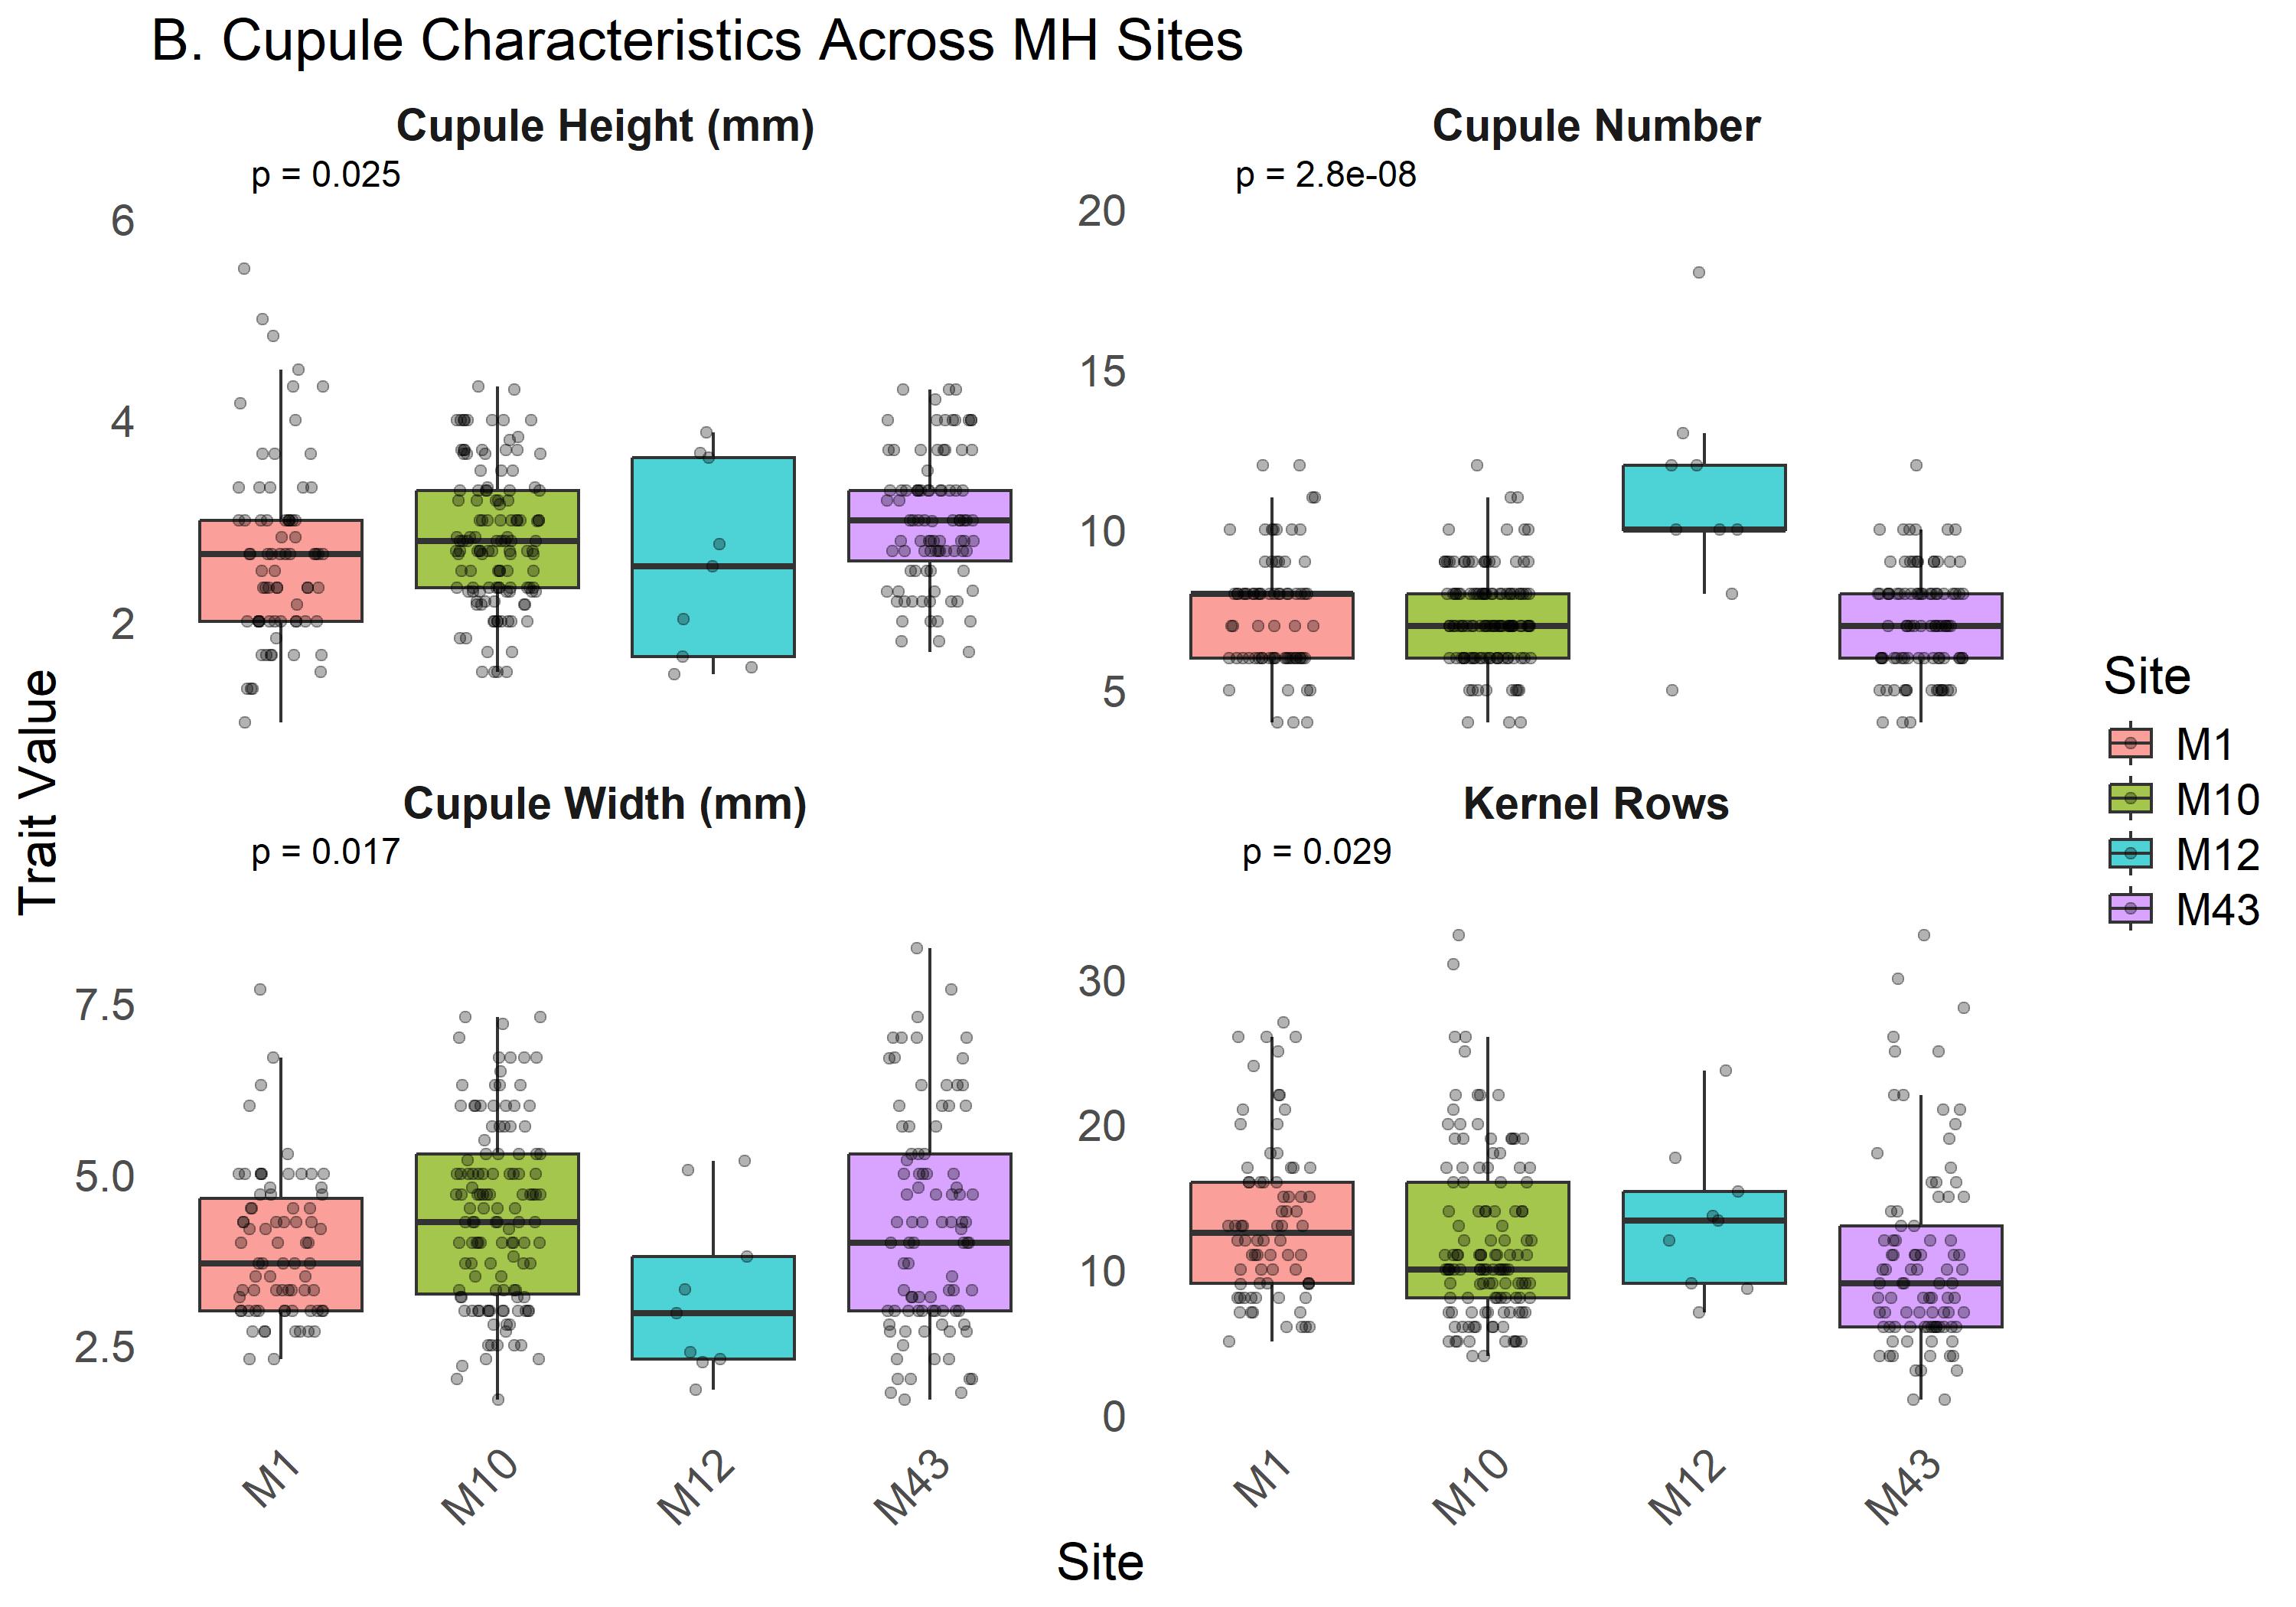 B. Cupule Characteristics Across MH Sites
Cupule Height (mm)
p = 0.025
6
4
2
Cupule Number
p = 2.8e-08
20
15
10
5
Cupule Width (mm)
p = 0.017
7.5
5.0
2.5
M1
M10
M12
M43
Kernel Rows
p = 0.029
30
20
10
0
M1
M10
M12
M43
Trait Value
Site
Site
M1
M10
M12
M43